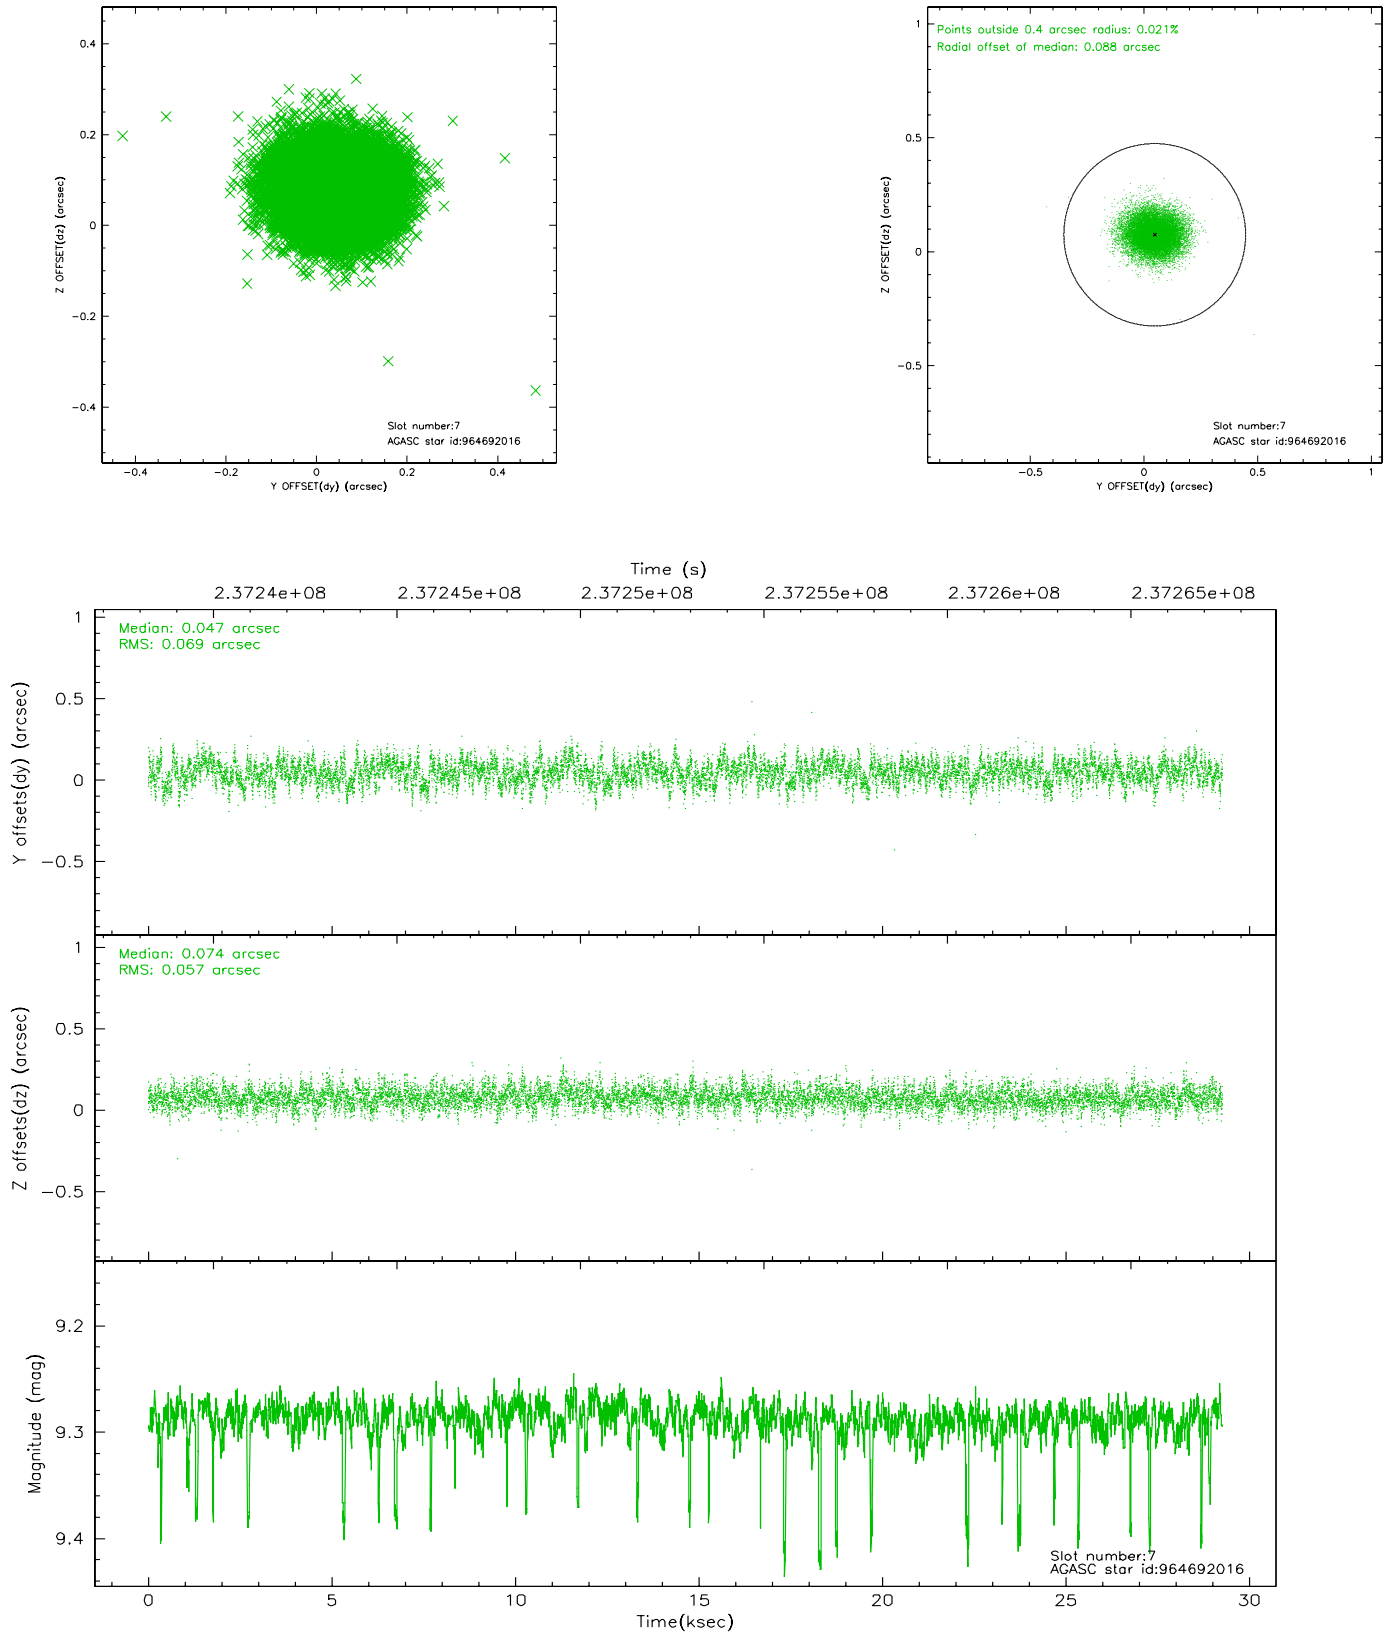 0.4
0.2
0
−0.2
−0.4
Z OFFSET(dz) (arcsec)
Slot number:7
AGASC star id:964692016
−0.4 −0.2 0 0.2 0.4
Y OFFSET(dy) (arcsec)
Points outside 0.4 arcsec radius: 0.021%
Radial offset of median: 0.088 arcsec
1
0.5
0
−0.5
Z OFFSET(dz) (arcsec)
Slot number:7
AGASC star id:964692016
−0.5 0 0.5 1
Y OFFSET(dy) (arcsec)
Time (s)
2.3724e+08 2.37245e+08 2.3725e+08 2.37255e+08 2.3726e+08 2.37265e+08
Median: 0.047 arcsec
RMS: 0.069 arcsec
1
0.5
0
−0.5
Y offsets(dy) (arcsec)
Median: 0.074 arcsec
RMS: 0.057 arcsec
1
0.5
0
−0.5
Z offsets(dz) (arcsec)
9.2
9.3
9.4
Magnitude (mag)
Slot number:7
AGASC star id:964692016
0 5 10 15 20 25 30
Time(ksec)